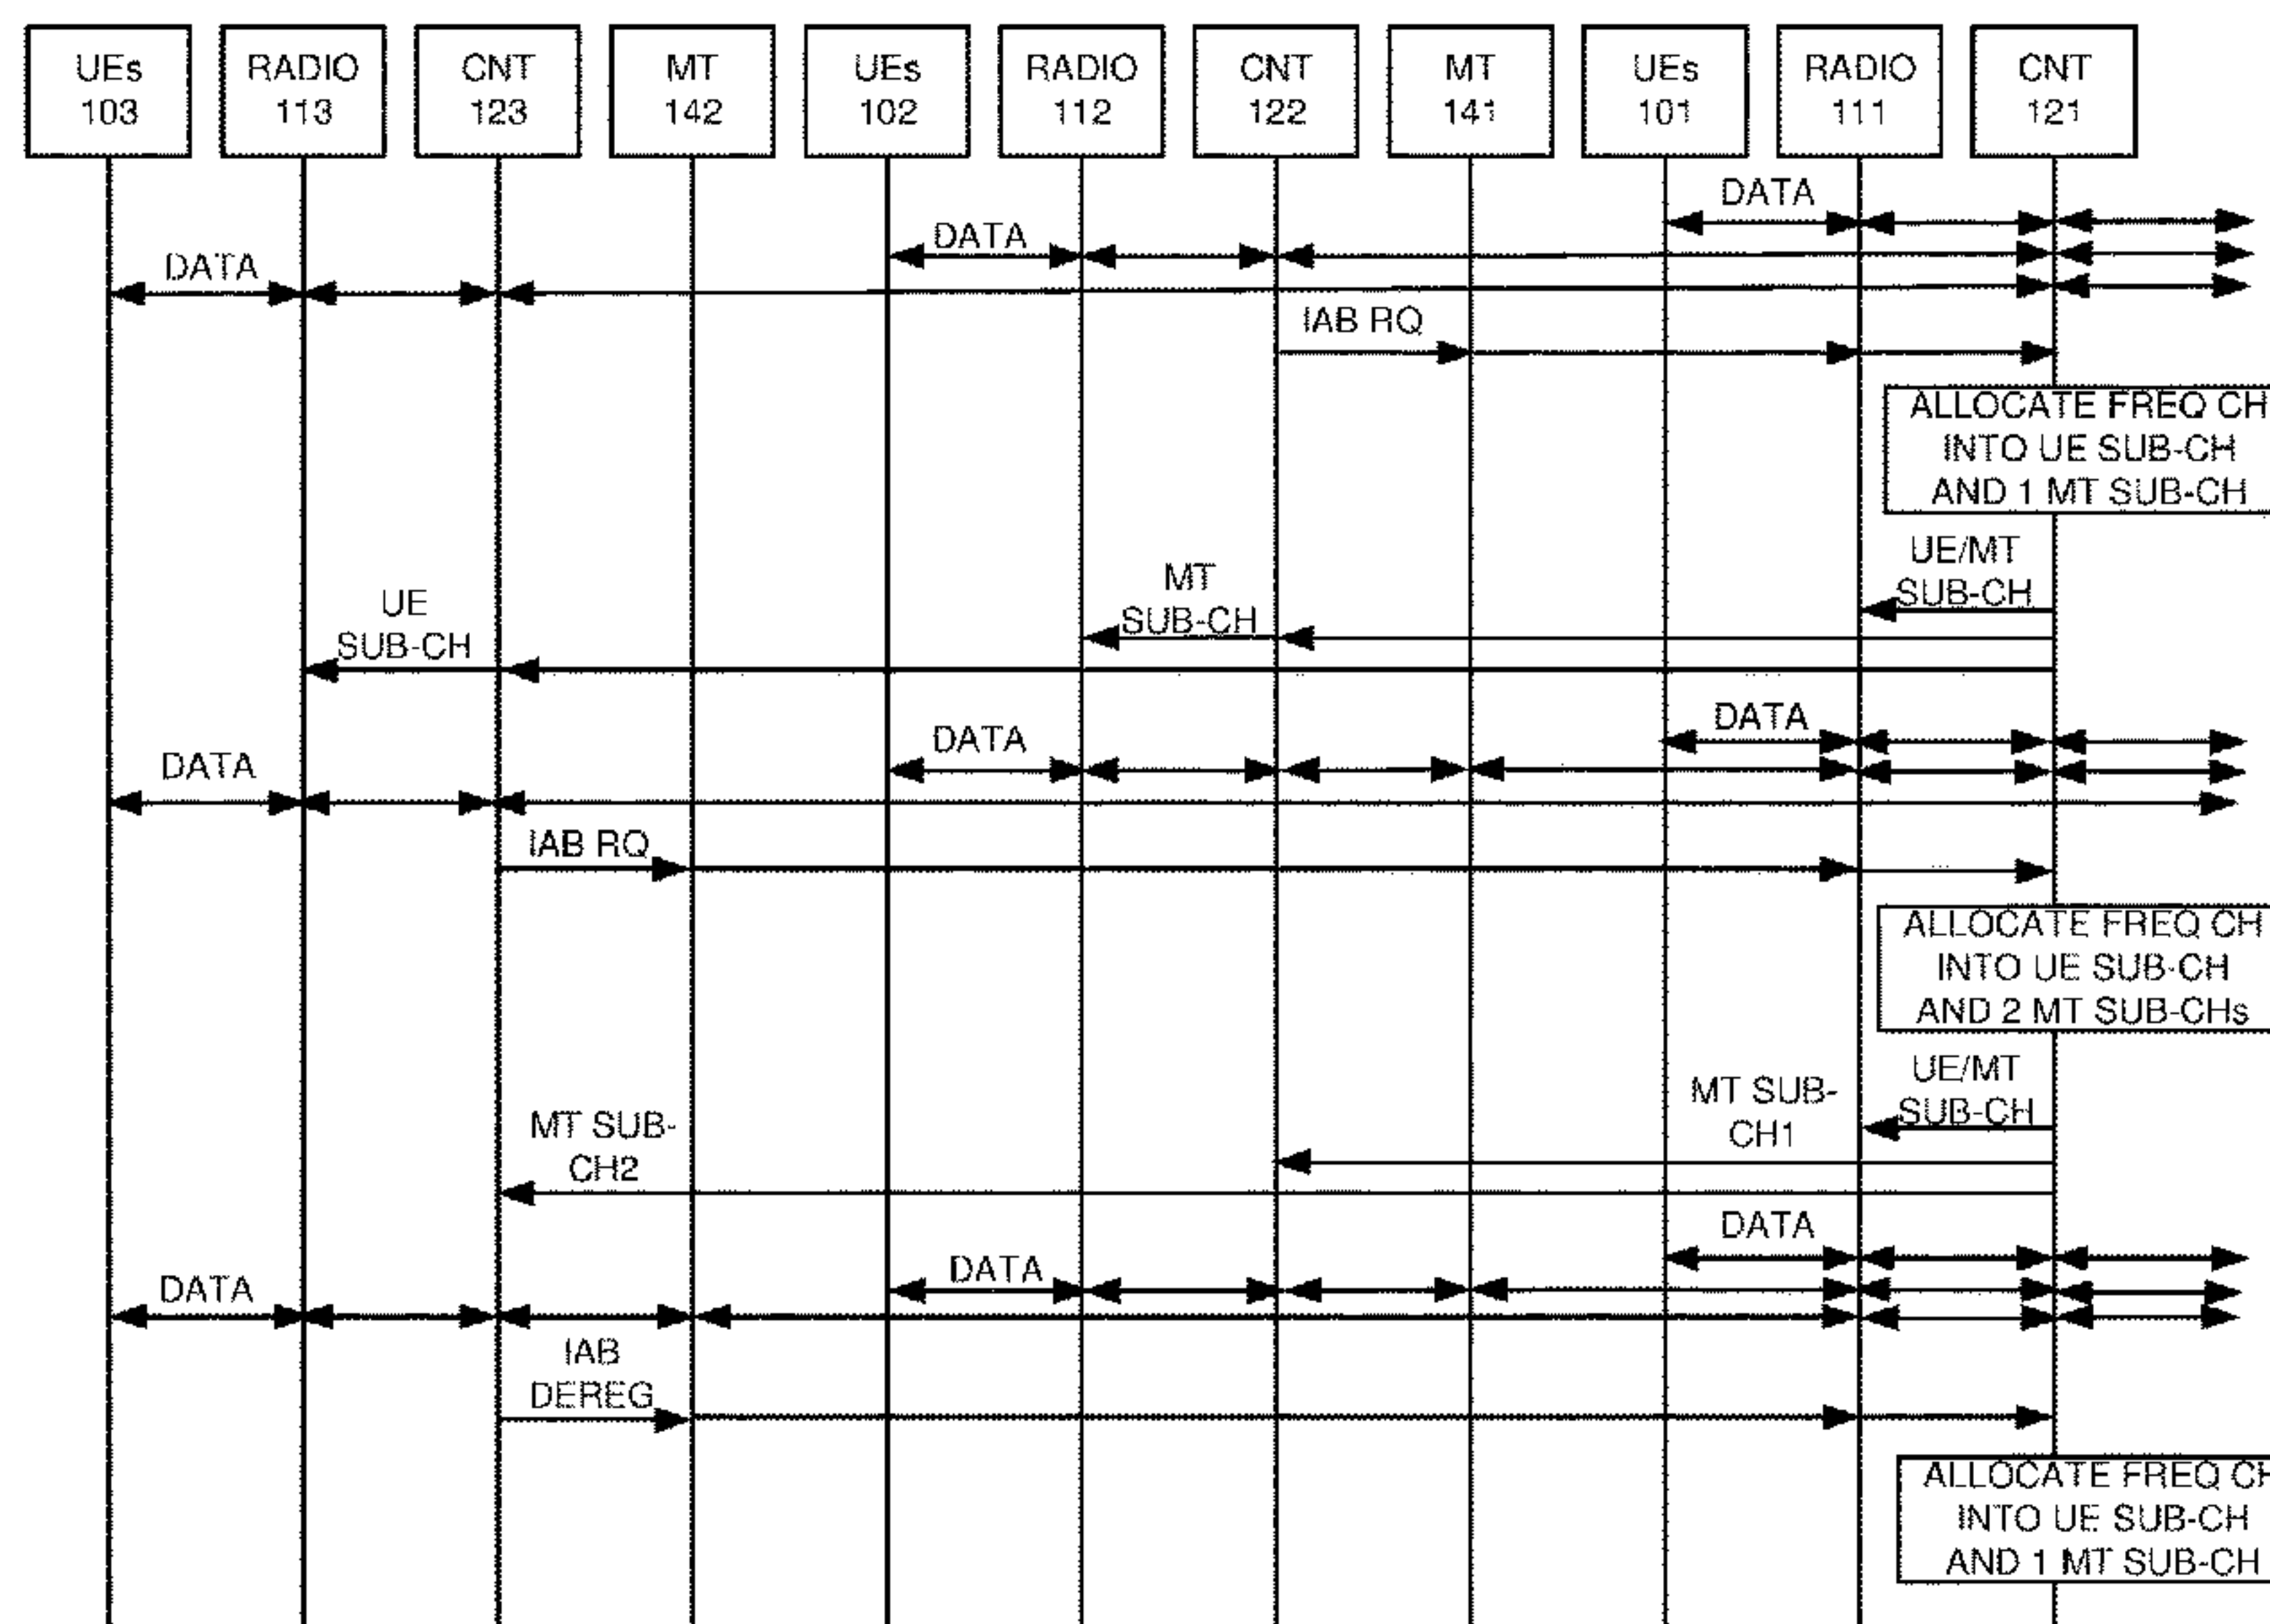 UEs
103
RADIO
113
CNT
123
MT
142
UEs
102
RADIO
112
CNT
122
MT
141
UEs
101
RADIO
111
CNT
121
DATA
DATA
DATA
IAB RQ
ALLOCATE FREQ CH
INTO UE SUB-CH
AND 1 MT SUB-CH
UE/MT
SUB-CH
MT
SUB-CH
UE
SUB-CH
DATA
DATA
DATA
IAB RQ
ALLOCATE FREQ CH
INTO UE SUB-CH
AND 2 MT SUB-CHs
UE/MT
SUB-CH
MT SUB-
CH1
MT SUB-
CH2
DATA
DATA
DATA
IAB
DEREG
ALLOCATE FREQ CH
INTO UE SUB-CH
AND 1 MT SUB-CH